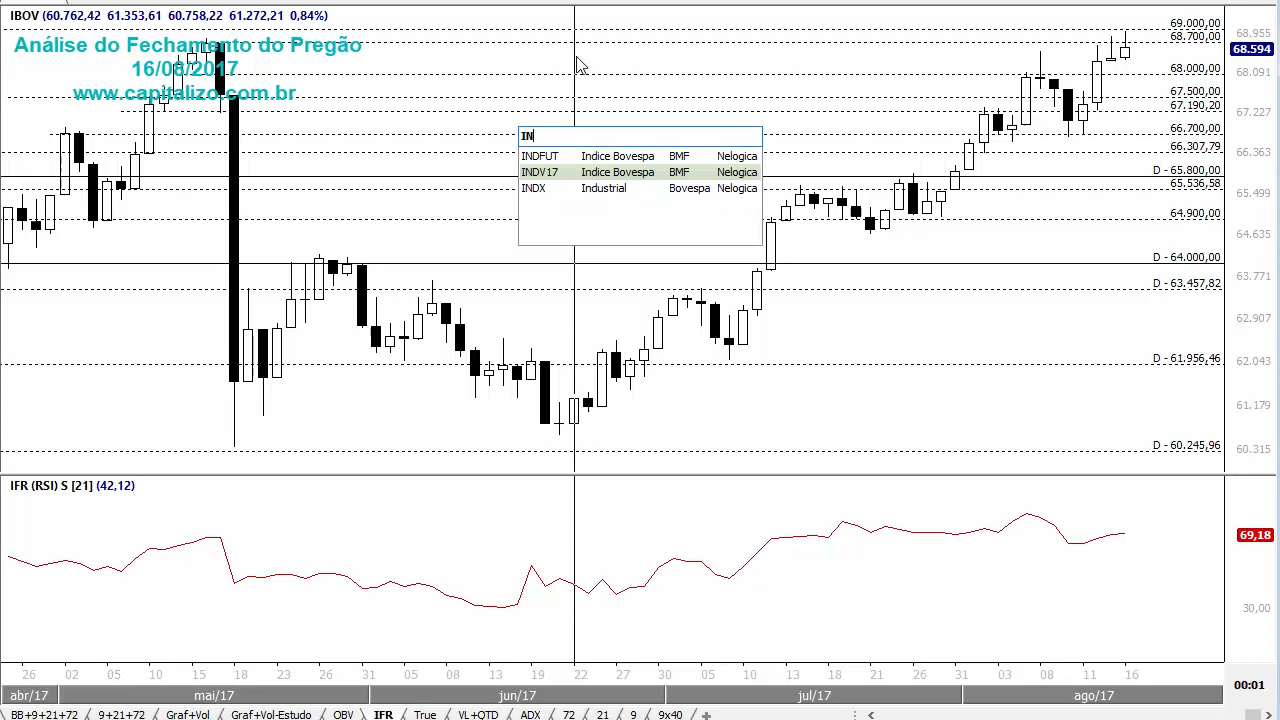 IBOV (60.762,42 61.353,61 60.758,22 61.272,21 0,84%)
Análise do Fechamento do Pregão
16/08/2017
www.capitalizo.com.br
69.000,00
68.700,00
68.000,00
67.500,00
67.190,20
66.700,00
66.307,79
D - 65.800,00
65.536,58
64.900,00
D - 64.000,00
D - 63.457,82
D - 61.956,46
D - 60.245,96
68.955
68.594
68.091
67.227
66.363
65.499
64.635
63.771
62.907
62.043
61.179
60.315
IN
INDFUT Indice Bovespa BMF Nelogica
INDV17 Indice Bovespa BMF Nelogica
INDX Industrial Bovespa Nelogica
IFR (RSI) S [21] (42,12)
69,18
30,00
26 02 05 10 15 18 23 26 31 05 08 13 19 22 27 30 05 10 13 18 21 26 31 03 08 11 16
abr/17 mai/17 jun/17 jul/17 ago/17
00:01
BB+9+21+72 9+21+72 Graf+Vol Graf+Vol-Estudo OBV IFR True VL+QTD ADX 72 21 9 9x40